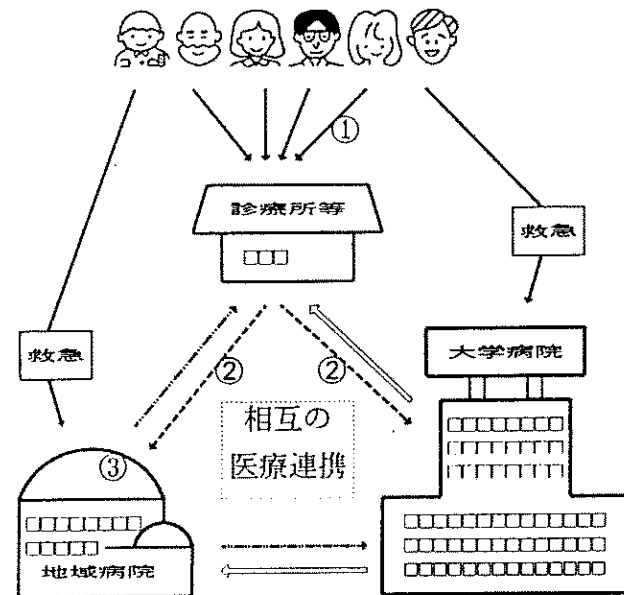 ①
診療所等
救急
救急
大学病院
②
②
相互の
医療連携
③
地域病院